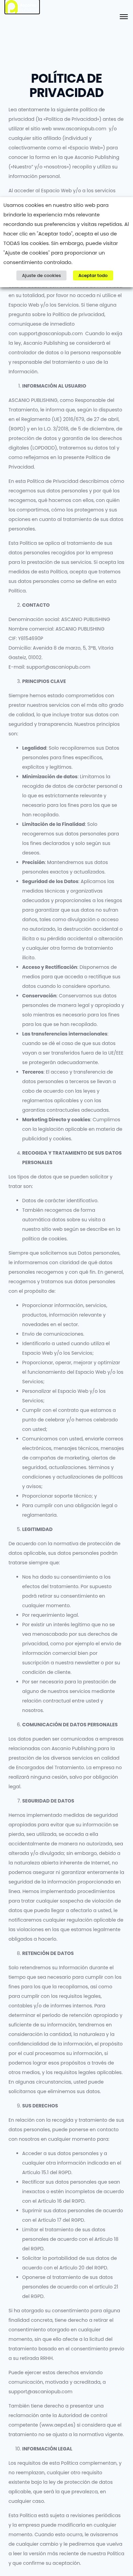 POLÍTICA DE
PRIVACIDAD
Lea atentamente la siguiente política de
privacidad (la «Política de Privacidad») antes de
utilizar el sitio web www.ascaniopub.com y/o
cualquier sitio afiliado (individual y
colectivamente como el «Espacio Web») para
conocer la forma en la que Ascanio Publishing
(«Nuestra» y/o «nosotros») recopila y utiliza su
información personal.
Al acceder al Espacio Web y/o a los servicios
Usamos cookies en nuestro sitio web para
brindarle la experiencia más relevante
recordando sus preferencias y visitas repetidas. Al
hacer clic en "Aceptar todo", acepta el uso de
TODAS las cookies. Sin embargo, puede visitar
"Ajuste de cookies" para proporcionar un
consentimiento controlado.
Ajuste de cookies
Aceptar todo
en su totalidad, por favor no accedas ni utilice el
Espacio Web y/o los Servicios. Si tiene alguna
pregunta sobre la Política de privacidad,
comuníquese de inmediato
con support@ascaniopub.com. Cuando lo exija
la ley, Ascanio Publishing se considerará el
controlador de datos o la persona responsable
del tratamiento o responsable del uso de la
Información.
1. INFORMACIÓN AL USUARIO
ASCANIO PUBLISHING, como Responsable del
Tratamiento, le informa que, según lo dispuesto
en el Reglamento (UE) 2016/679, de 27 de abril,
(RGPD) y en la L.O. 3/2018, de 5 de diciembre, de
protección de datos y garantía de los derechos
digitales (LOPDGDD), trataremos su datos tal y
como reflejamos en la presente Política de
Privacidad.
En esta Política de Privacidad describimos cómo
recogemos sus datos personales y por qué los
recogemos, qué hacemos con ellos, con quién
los compartimos, cómo los protegemos y sus
opciones en cuanto al tratamiento de sus datos
personales.
Esta Política se aplica al tratamiento de sus
datos personales recogidos por la empresa
para la prestación de sus servicios. Si acepta las
medidas de esta Política, acepta que tratemos
sus datos personales como se define en esta
Política.
2. CONTACTO
Denominación social: ASCANIO PUBLISHING
Nombre comercial: ASCANIO PUBLISHING
Domicilio: Avenida 8 de marzo, 5, 3ºB, Vitoria
Gasteiz, 01002.
E-mail: support@ascaniopub.com
3. PRINCIPIOS CLAVE
Siempre hemos estado comprometidos con
prestar nuestros servicios con el más alto grado
de calidad, lo que incluye tratar sus datos con
seguridad y transparencia. Nuestros principios
son:
• Legalidad: Solo recopilaremos sus Datos
personales para fines específicos,
explícitos y legítimos.
• Minimización de datos: Limitamos la
recogida de datos de carácter personal a
lo que es estrictamente relevante y
necesario para los fines para los que se
han recopilado.
• Limitación de la Finalidad: Solo
recogeremos sus datos personales para
los fines declarados y solo según sus
deseos.
• Precisión: Mantendremos sus datos
personales exactos y actualizados.
• Seguridad de los Datos: Aplicamos las
medidas técnicas y organizativas
adecuadas y proporcionales a los riesgos
para garantizar que sus datos no sufran
daños, tales como divulgación o acceso
no autorizado, la destrucción accidental o
ilícita o su pérdida accidental o alteración
y cualquier otra forma de tratamiento
ilícito.
• Acceso y Rectificación: Disponemos de
medios para que acceda o rectifique sus
datos cuando lo considere oportuno.
• Conservación: Conservamos sus datos
personales de manera legal y apropiada y
solo mientras es necesario para los fines
para los que se han recopilado.
• Las transferencias internacionales:
cuando se dé el caso de que sus datos
vayan a ser transferidos fuera de la UE/EEE
se protegerán adecuadamente.
• Terceros: El acceso y transferencia de
datos personales a terceros se llevan a
cabo de acuerdo con las leyes y
reglamentos aplicables y con las
garantías contractuales adecuadas.
• Marketing Directo y cookies: Cumplimos
con la legislación aplicable en materia de
publicidad y cookies.
4. RECOGIDA Y TRATAMIENTO DE SUS DATOS
PERSONALES
Los tipos de datos que se pueden solicitar y
tratar son:
• Datos de carácter identificativo.
• También recogemos de forma
automática datos sobre su visita a
nuestro sitio web según se describe en la
política de cookies.
Siempre que solicitemos sus Datos personales,
le informaremos con claridad de qué datos
personales recogemos y con qué fin. En general,
recogemos y tratamos sus datos personales
con el propósito de:
• Proporcionar información, servicios,
productos, información relevante y
novedades en el sector.
• Envío de comunicaciones.
• Identificarlo a usted cuando utiliza el
Espacio Web y/o los Servicios;
• Proporcionar, operar, mejorar y optimizar
el funcionamiento del Espacio Web y/o los
Servicios;
• Personalizar el Espacio Web y/o los
Servicios;
• Cumplir con el contrato que estamos a
punto de celebrar y/o hemos celebrado
con usted;
• Comunicarnos con usted, enviarle correos
electrónicos, mensajes técnicos, mensajes
de campañas de marketing, alertas de
seguridad, actualizaciones, términos y
condiciones y actualizaciones de políticas
y avisos;
• Proporcionar soporte técnico; y
• Para cumplir con una obligación legal o
reglamentaria.
5. LEGITIMIDAD
De acuerdo con la normativa de protección de
datos aplicable, sus datos personales podrán
tratarse siempre que:
• Nos ha dado su consentimiento a los
efectos del tratamiento. Por supuesto
podrá retirar su consentimiento en
cualquier momento.
• Por requerimiento legal.
• Por existir un interés legítimo que no se
vea menoscabado por sus derechos de
privacidad, como por ejemplo el envío de
información comercial bien por
suscripción a nuestra newsletter o por su
condición de cliente.
• Por ser necesaria para la prestación de
alguno de nuestros servicios mediante
relación contractual entre usted y
nosotros.
6. COMUNICACIÓN DE DATOS PERSONALES
Los datos pueden ser comunicados a empresas
relacionadas con Ascanio Publishing para la
prestación de los diversos servicios en calidad
de Encargados del Tratamiento. La empresa no
realizará ninguna cesión, salvo por obligación
legal.
7. SEGURIDAD DE DATOS
Hemos implementado medidas de seguridad
apropiadas para evitar que su información se
pierda, sea utilizada, se acceda a ella
accidentalmente o de manera no autorizada, sea
alterada y/o divulgada; sin embargo, debido a
la naturaleza abierta inherente de Internet, no
podemos asegurar ni garantizar enteramente la
seguridad de la información proporcionada en
línea. Hemos implementado procedimientos
para tratar cualquier sospecha de violación de
datos que pueda llegar a afectarlo a usted, le
notificaremos cualquier regulación aplicable de
las violaciones en las que estamos legalmente
obligados a hacerlo.
8. RETENCIÓN DE DATOS
Solo retendremos su Información durante el
tiempo que sea necesario para cumplir con los
fines para los que la recopilamos, así como
para cumplir con los requisitos legales,
contables y/o de informes internos. Para
determinar el período de retención apropiado y
suficiente de su información, tendremos en
consideración la cantidad, la naturaleza y la
confidencialidad de la información, el propósito
por el cual procesamos su información, si
podemos lograr esos propósitos a través de
otros medios, y los requisitos legales aplicables.
En algunas circunstancias, usted puede
solicitarnos que eliminemos sus datos.
9. SUS DERECHOS
En relación con la recogida y tratamiento de sus
datos personales, puede ponerse en contacto
con nosotros en cualquier momento para:
• Acceder a sus datos personales y a
cualquier otra información indicada en el
Artículo 15.1 del RGPD.
• Rectificar sus datos personales que sean
inexactos o estén incompletos de acuerdo
con el Artículo 16 del RGPD.
• Suprimir sus datos personales de acuerdo
con el Artículo 17 del RGPD.
• Limitar el tratamiento de sus datos
personales de acuerdo con el Artículo 18
del RGPD.
• Solicitar la portabilidad de sus datos de
acuerdo con el Artículo 20 del RGPD.
• Oponerse al tratamiento de sus datos
personales de acuerdo con el artículo 21
del RGPD.
Si ha otorgado su consentimiento para alguna
finalidad concreta, tiene derecho a retirar el
consentimiento otorgado en cualquier
momento, sin que ello afecte a la licitud del
tratamiento basado en el consentimiento previo
a su retirada RRHH.
Puede ejercer estos derechos enviando
comunicación, motivada y acreditada, a
support@ascaniopub.com
También tiene derecho a presentar una
reclamación ante la Autoridad de control
competente (www.aepd.es) si considera que el
tratamiento no se ajusta a la normativa vigente.
10. INFORMACIÓN LEGAL
Los requisitos de esta Política complementan, y
no reemplazan, cualquier otro requisito
existente bajo la ley de protección de datos
aplicable, que será la que prevalezca, en
cualquier caso.
Esta Política está sujeta a revisiones periódicas
y la empresa puede modificarla en cualquier
momento. Cuando esto ocurra, le avisaremos
de cualquier cambio y le pediremos que vuelva
a leer la versión más reciente de nuestra Política
y que confirme su aceptación.